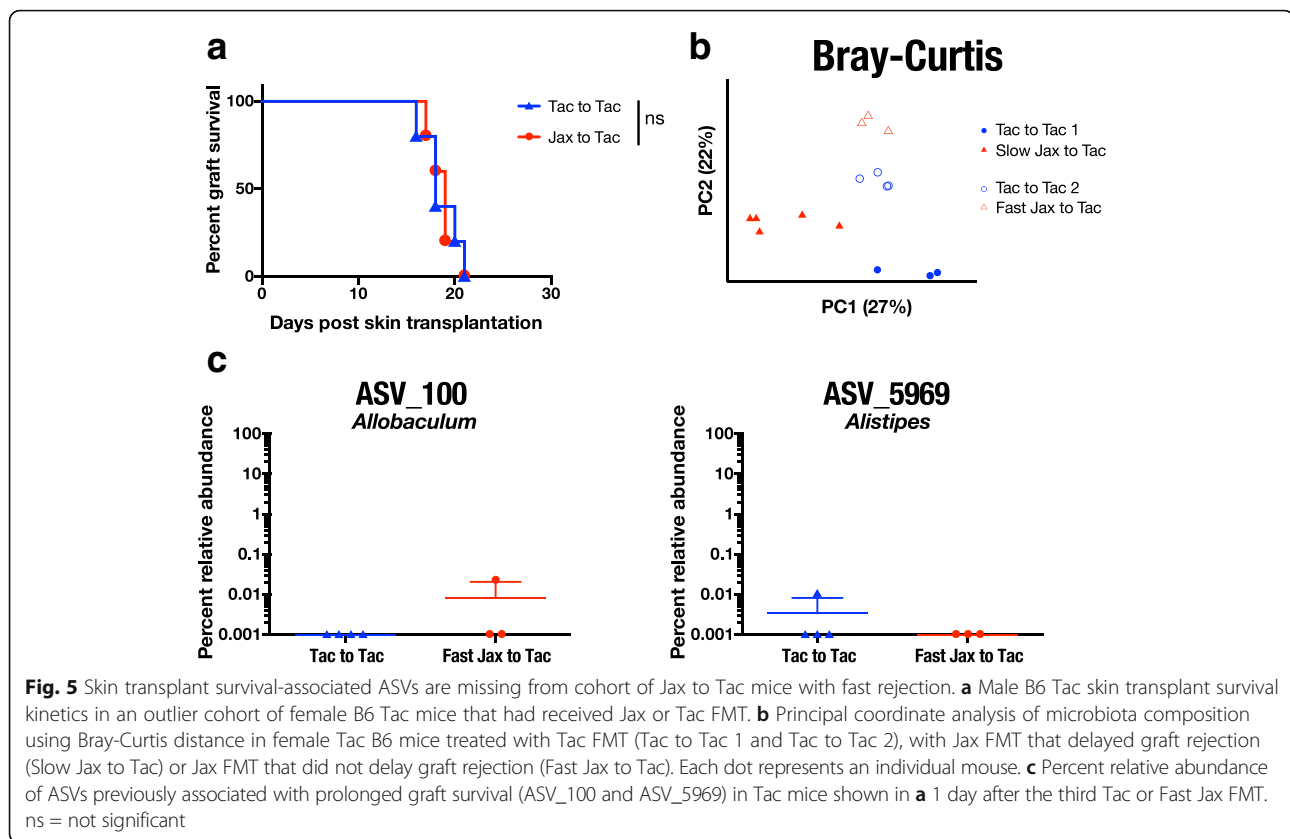 a
100
50
0
Percent graft survival
0 10 20 30
Days post skin transplantation
Tac to Tac
Jax to Tac
ns
b
Bray-Curtis
PC2 (22%)
PC1 (27%)
Tac to Tac 1
Slow Jax to Tac
Tac to Tac 2
Fast Jax to Tac
c
ASV_100
Allobaculum
Percent relative abundance
100
10
1
0.1
0.01
0.001
Tac to Tac Fast Jax to Tac
ASV_5969
Alistipes
Percent relative abundance
100
10
1
0.1
0.01
0.001
Tac to Tac Fast Jax to Tac
Fig. 5 Skin transplant survival-associated ASVs are missing from cohort of Jax to Tac mice with fast rejection. a Male B6 Tac skin transplant survival
kinetics in an outlier cohort of female B6 Tac mice that had received Jax or Tac FMT. b Principal coordinate analysis of microbiota composition
using Bray-Curtis distance in female Tac B6 mice treated with Tac FMT (Tac to Tac 1 and Tac to Tac 2), with Jax FMT that delayed graft rejection
(Slow Jax to Tac) or Jax FMT that did not delay graft rejection (Fast Jax to Tac). Each dot represents an individual mouse. c Percent relative abundance
of ASVs previously associated with prolonged graft survival (ASV_100 and ASV_5969) in Tac mice shown in a 1 day after the third Tac or Fast Jax FMT.
ns = not significant